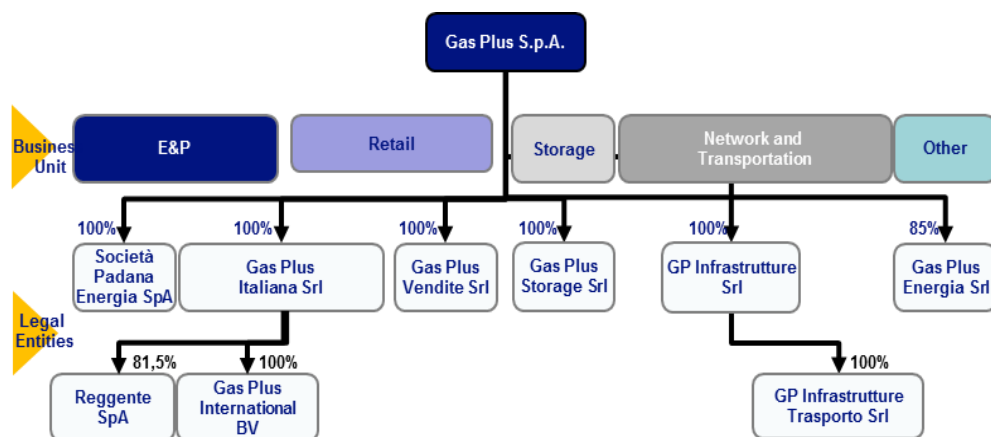 Gas Plus S.p.A.
Business
Unit
E&P
Retail
Storage
Network and
Transportation
Other
100%
100%
100%
100%
100%
85%
Società
Padana
Energia SpA
Gas Plus
Italiana Srl
Gas Plus
Vendite Srl
Gas Plus
Storage Srl
GP Infrastrutture
Srl
Gas Plus
Energia Srl
Legal
Entities
81,5%
100%
100%
Reggente
SpA
Gas Plus
International
BV
GP Infrastrutture
Trasporto Srl